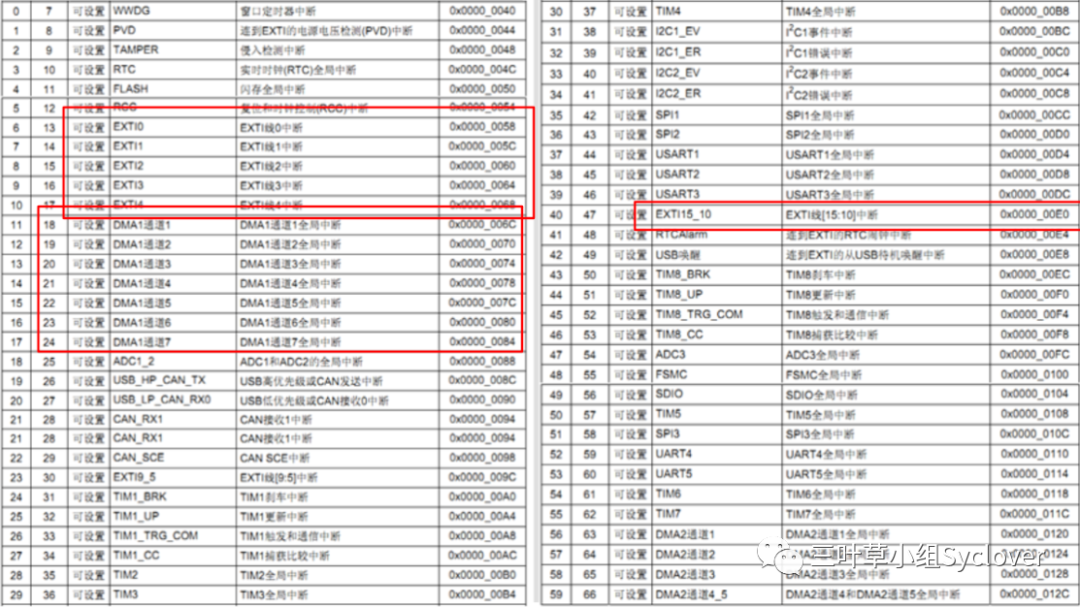 0 7 可设置 WWDG 窗口定时器中断 0x0000_0040
1 8 可设置 PVD 连到EXTI的电源电压检测(PVD)中断 0x0000_0044
2 9 可设置 TAMPER 侵入检测中断 0x0000_0048
3 10 可设置 RTC 实时时钟(RTC)全局中断 0x0000_004C
4 11 可设置 FLASH 闪存全局中断 0x0000_0050
5 12 可设置 RCC 复位和时钟控制(RCC)中断 0x0000_0054
6 13 可设置 EXTI0 EXTI线0中断 0x0000_0058
7 14 可设置 EXTI1 EXTI线1中断 0x0000_005C
8 15 可设置 EXTI2 EXTI线2中断 0x0000_0060
9 16 可设置 EXTI3 EXTI线3中断 0x0000_0064
10 17 可设置 EXTI4 EXTI线4中断 0x0000_0068
11 18 可设置 DMA1通道1 DMA1通道1全局中断 0x0000_006C
12 19 可设置 DMA1通道2 DMA1通道2全局中断 0x0000_0070
13 20 可设置 DMA1通道3 DMA1通道3全局中断 0x0000_0074
14 21 可设置 DMA1通道4 DMA1通道4全局中断 0x0000_0078
15 22 可设置 DMA1通道5 DMA1通道5全局中断 0x0000_007C
16 23 可设置 DMA1通道6 DMA1通道6全局中断 0x0000_0080
17 24 可设置 DMA1通道7 DMA1通道7全局中断 0x0000_0084
18 25 可设置 ADC1_2 ADC1和ADC2的全局中断 0x0000_0088
19 26 可设置 USB_HP_CAN_TX USB高优先级或CAN发送中断 0x0000_008C
20 27 可设置 USB_LP_CAN_RX0 USB低优先级或CAN接收0中断 0x0000_0090
21 28 可设置 CAN_RX1 CAN接收1中断 0x0000_0094
21 28 可设置 CAN_RX1 CAN接收1中断 0x0000_0094
22 29 可设置 CAN_SCE CAN SCE中断 0x0000_0098
23 30 可设置 EXTI9_5 EXTI线[9:5]中断 0x0000_009C
24 31 可设置 TIM1_BRK TIM1刹车中断 0x0000_00A0
25 32 可设置 TIM1_UP TIM1更新中断 0x0000_00A4
26 33 可设置 TIM1_TRG_COM TIM1触发和通信中断 0x0000_00A8
27 34 可设置 TIM1_CC TIM1捕获比较中断 0x0000_00AC
28 35 可设置 TIM2 TIM2全局中断 0x0000_00B0
29 36 可设置 TIM3 TIM3全局中断 0x0000_00B4
30 37 可设置 TIM4 TIM4全局中断 0x0000_00B8
31 38 可设置 I2C1_EV I²C1事件中断 0x0000_00BC
32 39 可设置 I2C1_ER I²C1错误中断 0x0000_00C0
33 40 可设置 I2C2_EV I²C2事件中断 0x0000_00C4
34 41 可设置 I2C2_ER I²C2错误中断 0x0000_00C8
35 42 可设置 SPI1 SPI1全局中断 0x0000_00CC
36 43 可设置 SPI2 SPI2全局中断 0x0000_00D0
37 44 可设置 USART1 USART1全局中断 0x0000_00D4
38 45 可设置 USART2 USART2全局中断 0x0000_00D8
39 46 可设置 USART3 USART3全局中断 0x0000_00DC
40 47 可设置 EXTI15_10 EXTI线[15:10]中断 0x0000_00E0
41 48 可设置 RTCAlarm 连到EXTI的RTC闹钟中断 0x0000_00E4
42 49 可设置 USB唤醒 连到EXTI的从USB待机唤醒中断 0x0000_00E8
43 50 可设置 TIM8_BRK TIM8刹车中断 0x0000_00EC
44 51 可设置 TIM8_UP TIM8更新中断 0x0000_00F0
45 52 可设置 TIM8_TRG_COM TIM8触发和通信中断 0x0000_00F4
46 53 可设置 TIM8_CC TIM8捕获比较中断 0x0000_00F8
47 54 可设置 ADC3 ADC3全局中断 0x0000_00FC
48 55 可设置 FSMC FSMC全局中断 0x0000_0100
49 56 可设置 SDIO SDIO全局中断 0x0000_0104
50 57 可设置 TIM5 TIM5全局中断 0x0000_0108
51 58 可设置 SPI3 SPI3全局中断 0x0000_010C
52 59 可设置 UART4 UART4全局中断 0x0000_0110
53 60 可设置 UART5 UART5全局中断 0x0000_0114
54 61 可设置 TIM6 TIM6全局中断 0x0000_0118
55 62 可设置 TIM7 TIM7全局中断 0x0000_011C
56 63 可设置 DMA2通道1 DMA2通道1全局中断 0x0000_0120
57 64 可设置 DMA2通道2 0124
三叶草小组Syclover
58 65 可设置 DMA2通道3 DMA2通道3全局中断 0x0000_0128
59 66 可设置 DMA2通道4_5 DMA2通道4和DMA2通道5全局中断 0x0000_012C